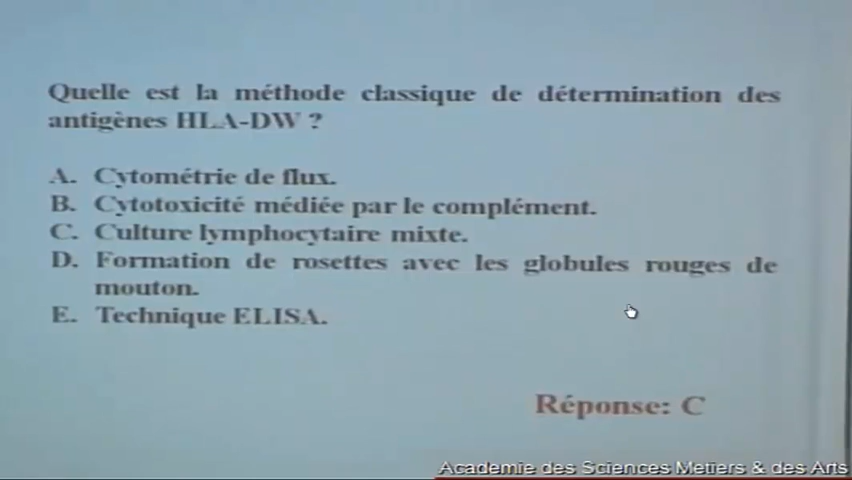 Quelle est la méthode classique de détermination des
antigènes HLA-DW ?
A. Cytométrie de flux.
B. Cytotoxicité médiée par le complément.
C. Culture lymphocytaire mixte.
D. Formation de rosettes avec les globules rouges de
mouton.
E. Technique ELISA.
Réponse: C
Academie des Sciences Metiers & des Arts